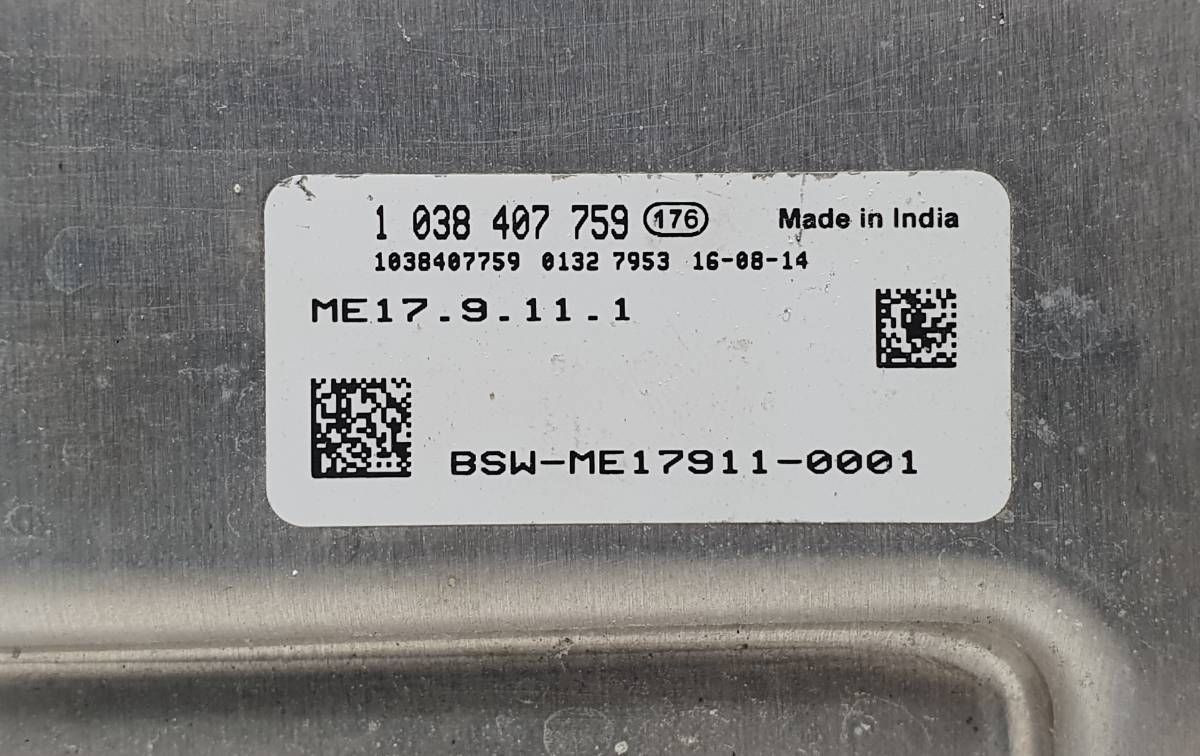 1 038 407 759 176 Made in India
1038407759 0132 7953 16-08-14
ME17.9.11.1
BSW-ME17911-0001